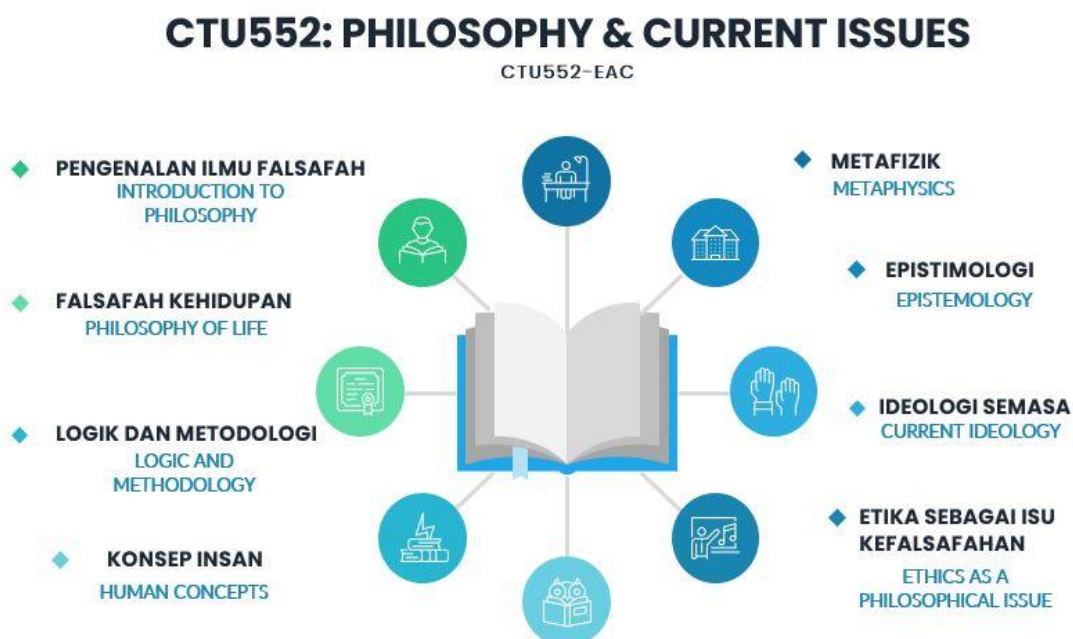 CTU552: PHILOSOPHY & CURRENT ISSUES
CTU552-EAC
PENGENALAN ILMU FALSAFAH
INTRODUCTION TO
PHILOSOPHY
FALSAFAH KEHIDUPAN
PHILOSOPHY OF LIFE
LOGIK DAN METODOLOGI
LOGIC AND
METHODOLOGY
KONSEP INSAN
HUMAN CONCEPTS
METAFIZIK
METAPHYSICS
EPISTIMOLOGI
EPISTEMOLOGY
IDEOLOGI SEMASA
CURRENT IDEOLOGY
ETIKA SEBAGAI ISU
KEFALSAFAHAN
ETHICS AS A
PHILOSOPHICAL ISSUE